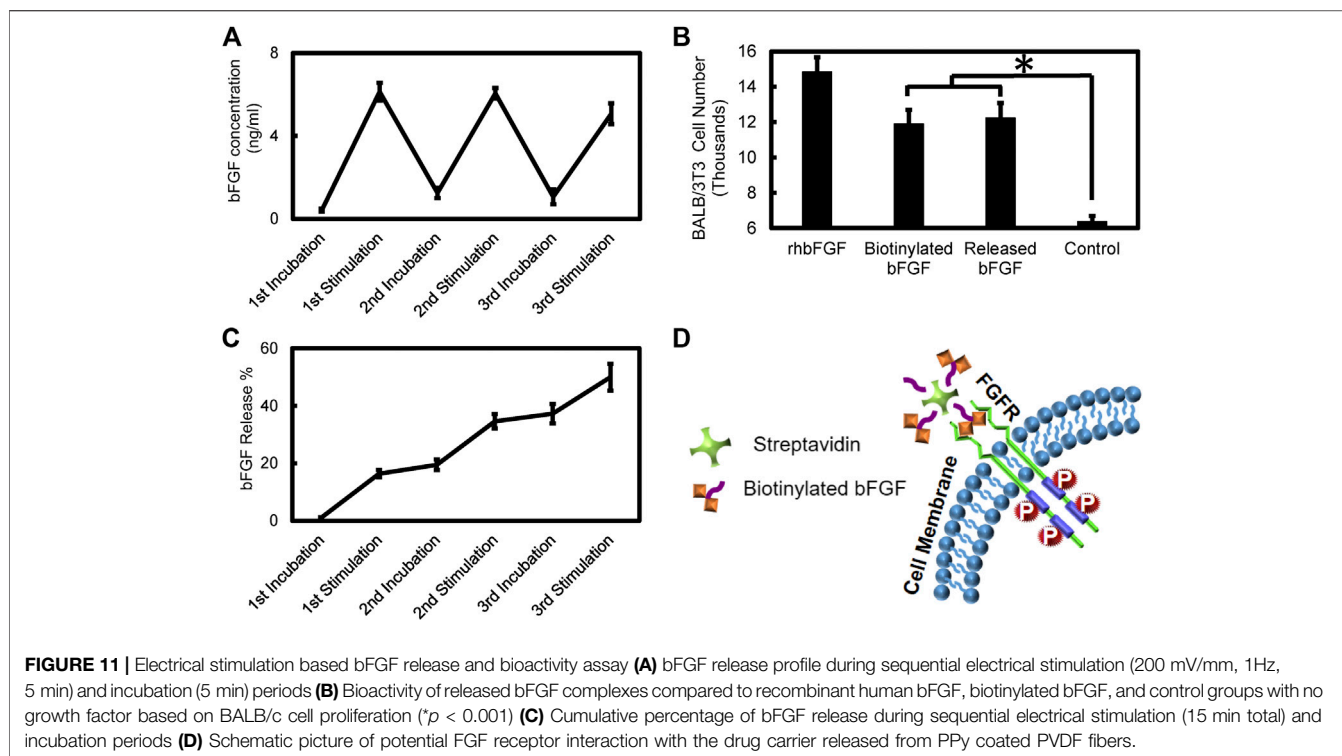 A
8
4
0
bFGF concentration
(ng/ml)
1st Incubation
1st Stimulation
2nd Incubation
2nd Stimulation
3rd Incubation
3rd Stimulation
B
16
14
12
10
8
6
BALB/3T3 Cell Number
(Thousands)
*
rhbFGF
Biotinylated
bFGF
Released
bFGF
Control
C
60
40
20
0
bFGF Release %
1st Incubation
1st Stimulation
2nd Incubation
2nd Stimulation
3rd Incubation
3rd Stimulation
D
FGFR
Streptavidin
Biotinylated bFGF
Cell Membrane
P
P
P
P
FIGURE 11 | Electrical stimulation based bFGF release and bioactivity assay (A) bFGF release profile during sequential electrical stimulation (200 mV/mm, 1Hz,
5 min) and incubation (5 min) periods (B) Bioactivity of released bFGF complexes compared to recombinant human bFGF, biotinylated bFGF, and control groups with no
growth factor based on BALB/c cell proliferation (*p < 0.001) (C) Cumulative percentage of bFGF release during sequential electrical stimulation (15 min total) and
incubation periods (D) Schematic picture of potential FGF receptor interaction with the drug carrier released from PPy coated PVDF fibers.